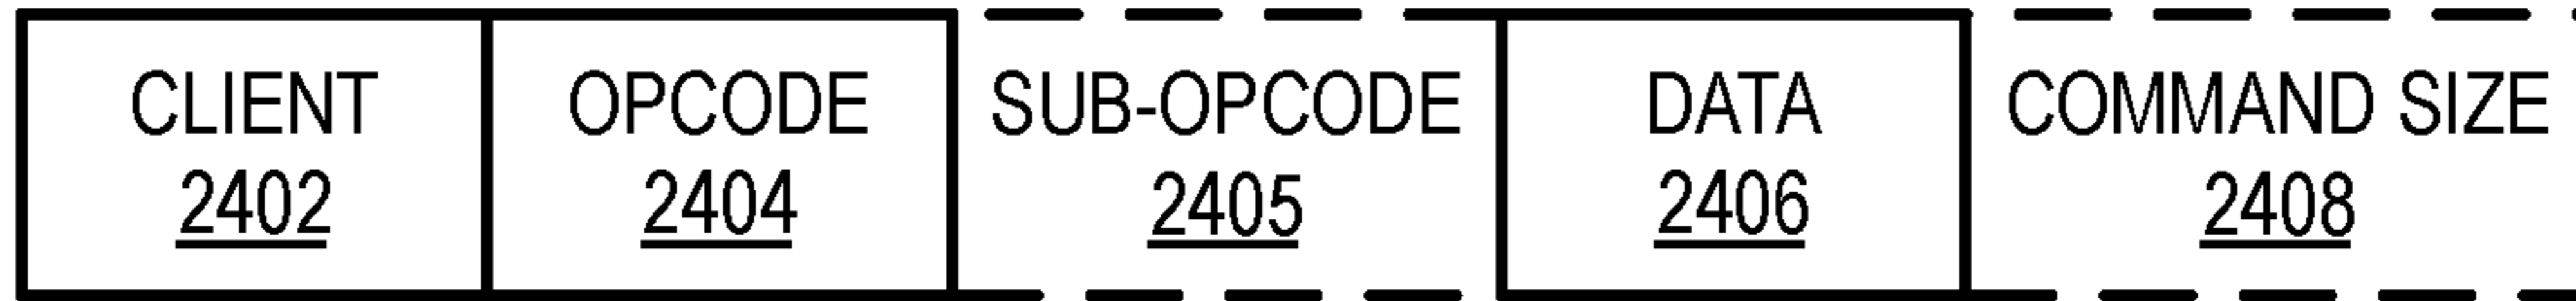 CLIENT OPCODE SUB-OPCODE DATA COMMAND SIZE
2402 2404 2405 2406 2408